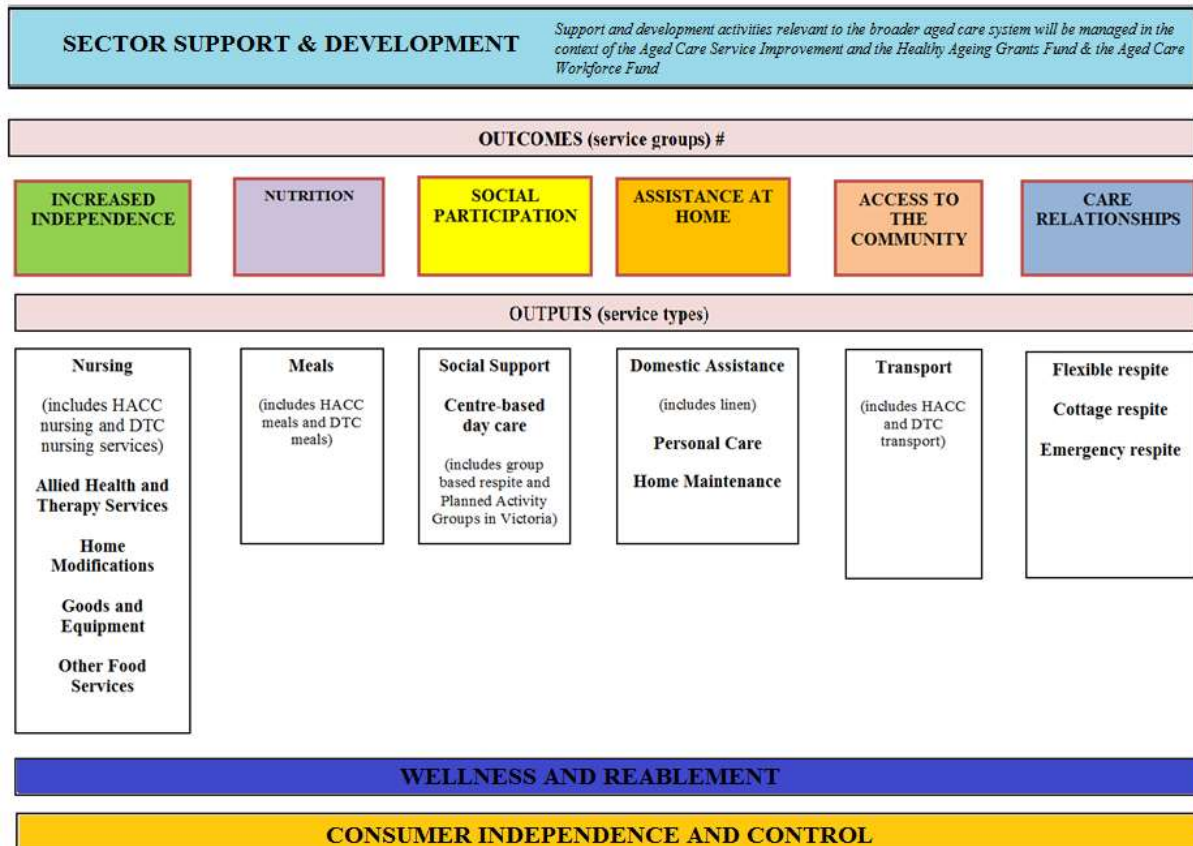 SECTOR SUPPORT & DEVELOPMENT
Support and development activities relevant to the broader aged care system will be managed in the
context of the Aged Care Service Improvement and the Healthy Ageing Grants Fund & the Aged Care
Workforce Fund
OUTCOMES (service groups) #
INCREASED
INDEPENDENCE
NUTRITION
SOCIAL
PARTICIPATION
ASSISTANCE AT
HOME
ACCESS TO
THE
COMMUNITY
CARE
RELATIONSHIPS
OUTPUTS (service types)
Nursing
(includes HACC
nursing and DTC
nursing services)
Allied Health and
Therapy Services
Home
Modifications
Goods and
Equipment
Other Food
Services
Meals
(includes HACC
meals and DTC
meals)
Social Support
Centre-based
day care
(includes group
based respite and
Planned Activity
Groups in Victoria)
Domestic Assistance
(includes linen)
Personal Care
Home Maintenance
Transport
(includes HACC
and DTC
transport)
Flexible respite
Cottage respite
Emergency respite
WELLNESS AND REABLEMENT
CONSUMER INDEPENDENCE AND CONTROL